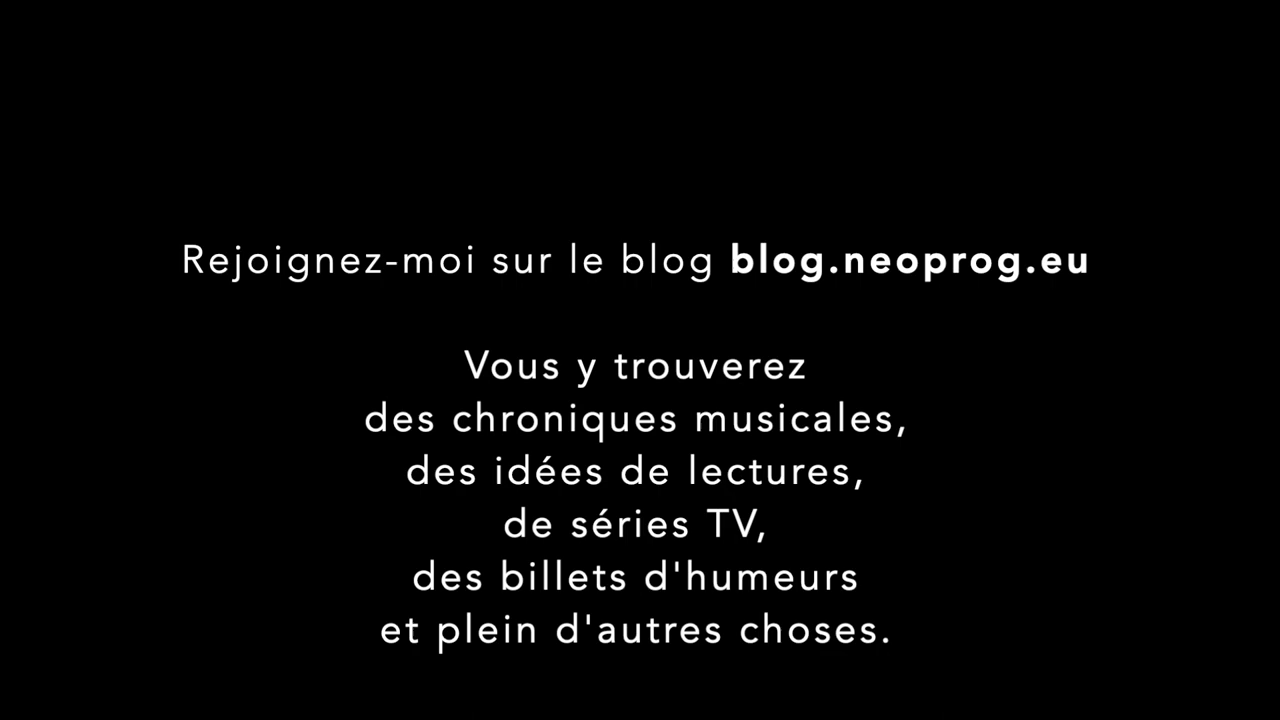 Rejoignez-moi sur le blog blog.neoprog.eu
Vous y trouverez
des chroniques musicales,
des idées de lectures,
de séries TV,
des billets d'humeurs
et plein d'autres choses.